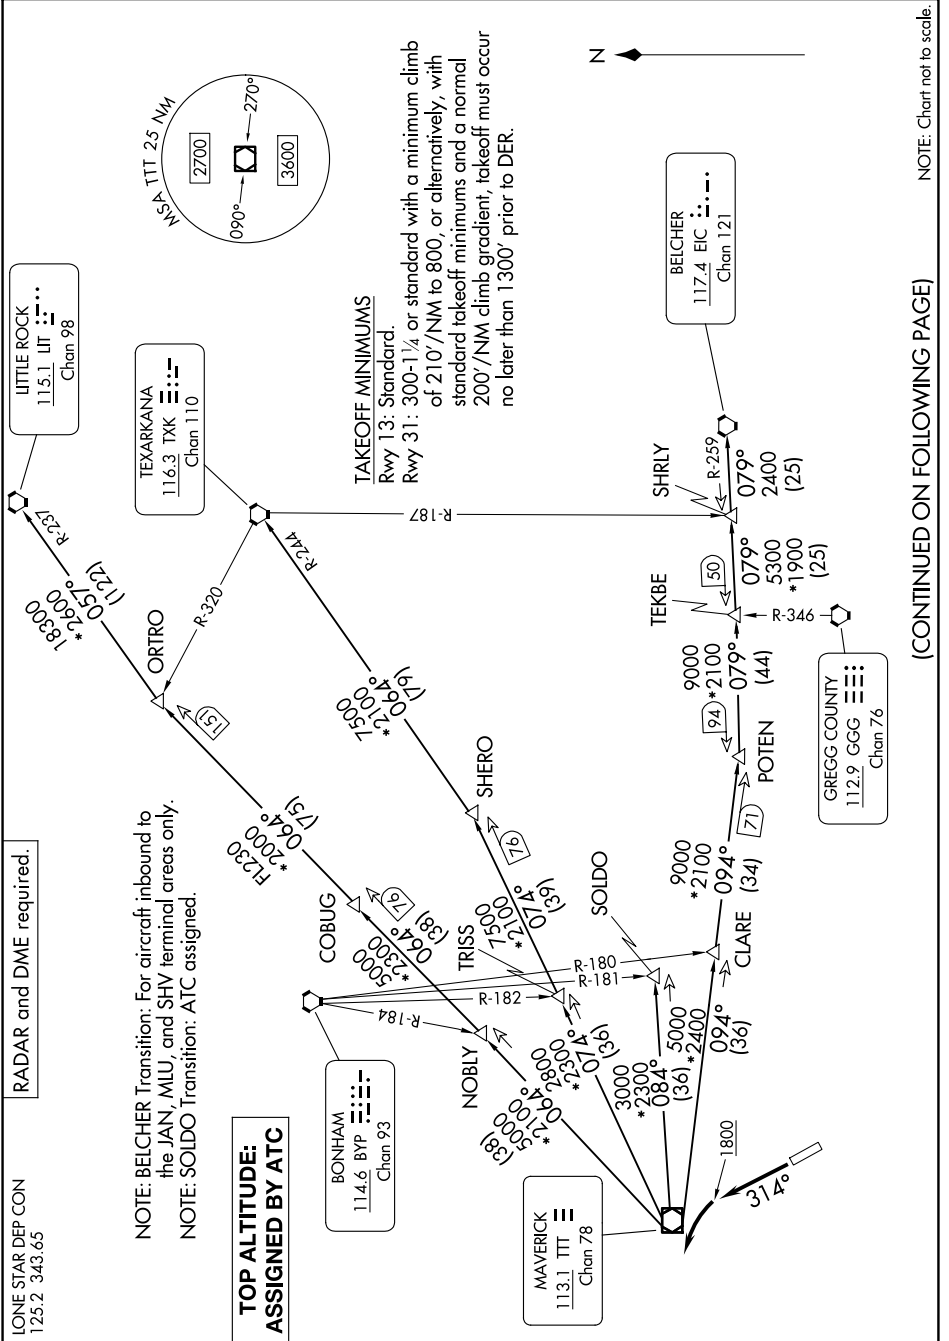 LONE STAR DEP CON
125.2 343.65
RADAR and DME required.
NOTE: BELCHER Transition: For aircraft inbound to
the JAN, MLU, and SHV terminal areas only.
NOTE: SOLDO Transition: ATC assigned.
TOP ALTITUDE:
ASSIGNED BY ATC
LITTLE ROCK
115.1 LIT
Chan 98
R-237
18300
*2600
057°
(122)
ORTRO
R-320
151
TEXARKANA
116.3 TXK
Chan 110
R-244
R-187
MSA TTT 25 NM
2700
3600
090°
270°
TAKEOFF MINIMUMS
Rwy 13: Standard.
Rwy 31: 300-1¼ or standard with a minimum climb
of 210'/NM to 800, or alternatively, with
standard takeoff minimums and a normal
200'/NM climb gradient, takeoff must occur
no later than 1300' prior to DER.
N
FL230
*2000
064°
(75)
COBUG
76
5000
*2300
064°
(38)
7500
*2100
064°
(79)
SHERO
76
7500
*2100
074°
(39)
TRISS
BONHAM
114.6 BYP
Chan 93
R-184
R-182
R-181
R-180
NOBLY
5000
*2100
064°
(38)
2800
*2300
074°
(36)
SOLDO
3000
*2300
084°
(36)
CLARE
5000
*2400
094°
(36)
9000
*2100
094°
(34)
71
POTEN
94
9000
*2100
079°
(44)
TEKBE
50
5300
*1900
079°
(25)
SHRLY
R-259
079°
2400
(25)
BELCHER
117.4 EIC
Chan 121
R-346
GREGG COUNTY
112.9 GGG
Chan 76
MAVERICK
113.1 TTT
Chan 78
1800
314°
(CONTINUED ON FOLLOWING PAGE)
NOTE: Chart not to scale.